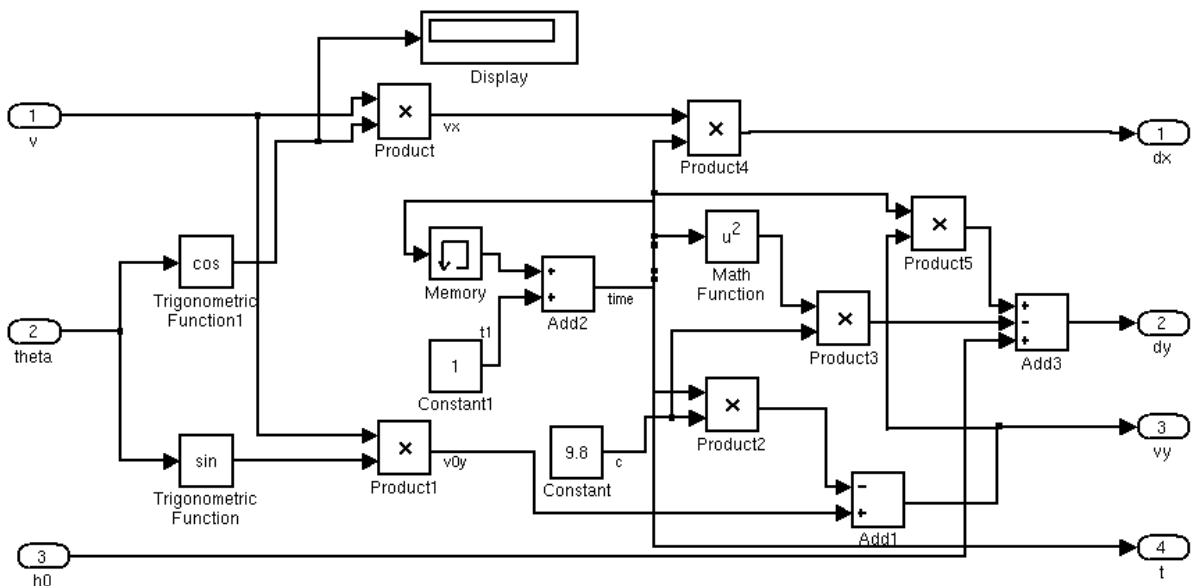 Display
1
v
×
Product
vx
×
Product4
1
dx
cos
Trigonometric
Function1
Memory
+
+
Add2
time
u²
Math
Function
×
Product5
2
theta
t1
1
Constant1
×
Product3
+
−
+
Add3
2
dy
sin
Trigonometric
Function
×
Product1
v0y
9.8
Constant
c
×
Product2
3
vy
−
+
Add1
3
h0
4
t